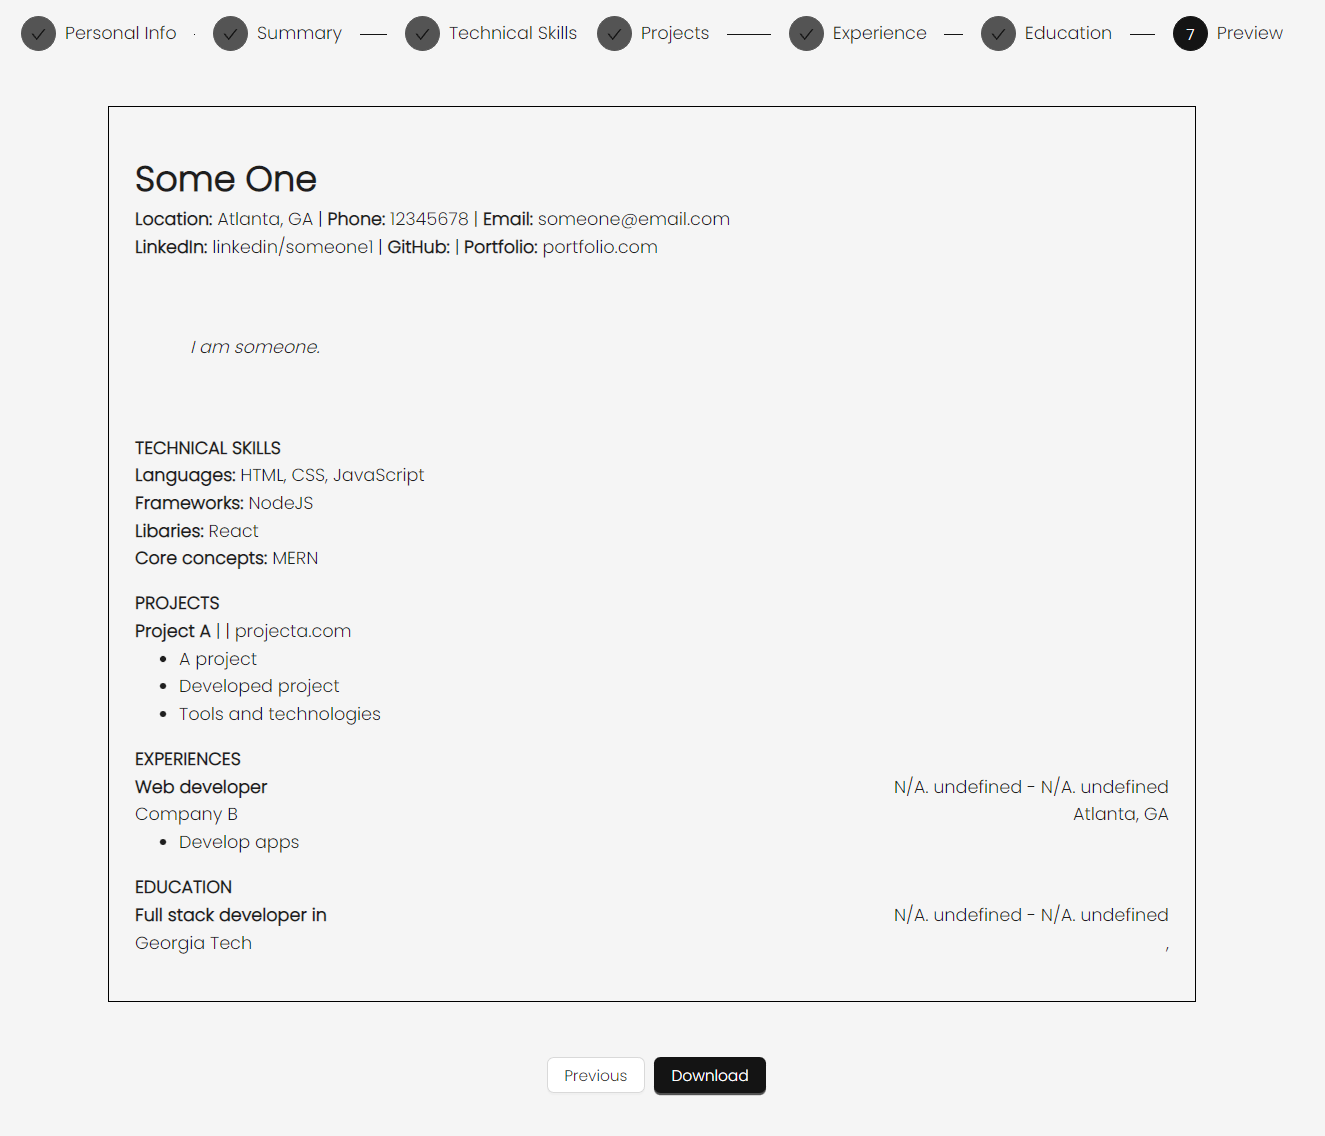 Personal Info Summary Technical Skills Projects Experience Education 7 Preview
Some One
Location: Atlanta, GA | Phone: 12345678 | Email: someone@email.com
LinkedIn: linkedin/someone1 | GitHub: | Portfolio: portfolio.com
I am someone.
TECHNICAL SKILLS
Languages: HTML, CSS, JavaScript
Frameworks: NodeJS
Libaries: React
Core concepts: MERN
PROJECTS
Project A | | projecta.com
• A project
• Developed project
• Tools and technologies
EXPERIENCES
Web developer N/A. undefined - N/A. undefined
Company B Atlanta, GA
• Develop apps
EDUCATION
Full stack developer in N/A. undefined - N/A. undefined
Georgia Tech ,
Previous Download